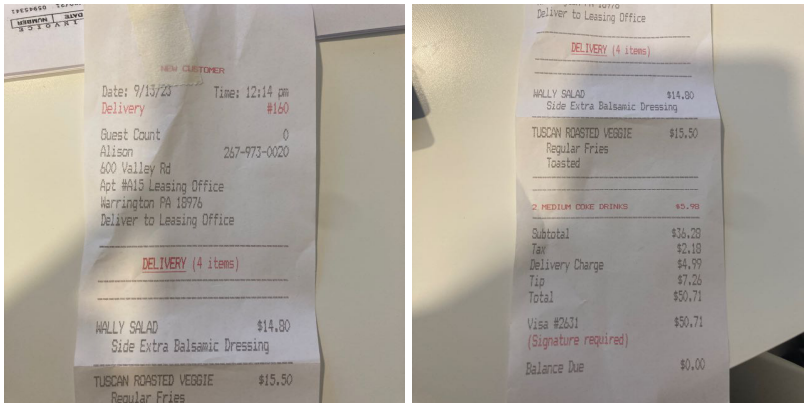 INVOICE
DATE
NUMBER
05945341
NEW CUSTOMER
Date: 9/13/23 Time: 12:14 pm
Delivery #160
Guest Count 0
Alison 267-973-0020
600 Valley Rd
Apt #A15 Leasing Office
Warrington PA 18976
Deliver to Leasing Office
DELIVERY (4 items)
WALLY SALAD $14.80
Side Extra Balsamic Dressing
TUSCAN ROASTED VEGGIE $15.50
Regular Fries
Deliver to Leasing Office
DELIVERY (4 items)
WALLY SALAD $14.80
Side Extra Balsamic Dressing
TUSCAN ROASTED VEGGIE $15.50
Regular Fries
Toasted
2 MEDIUM COKE DRINKS $5.98
Subtotal $36.28
Tax $2.18
Delivery Charge $4.99
Tip $7.26
Total $50.71
Visa #2631 $50.71
(Signature required)
Balance Due $0.00